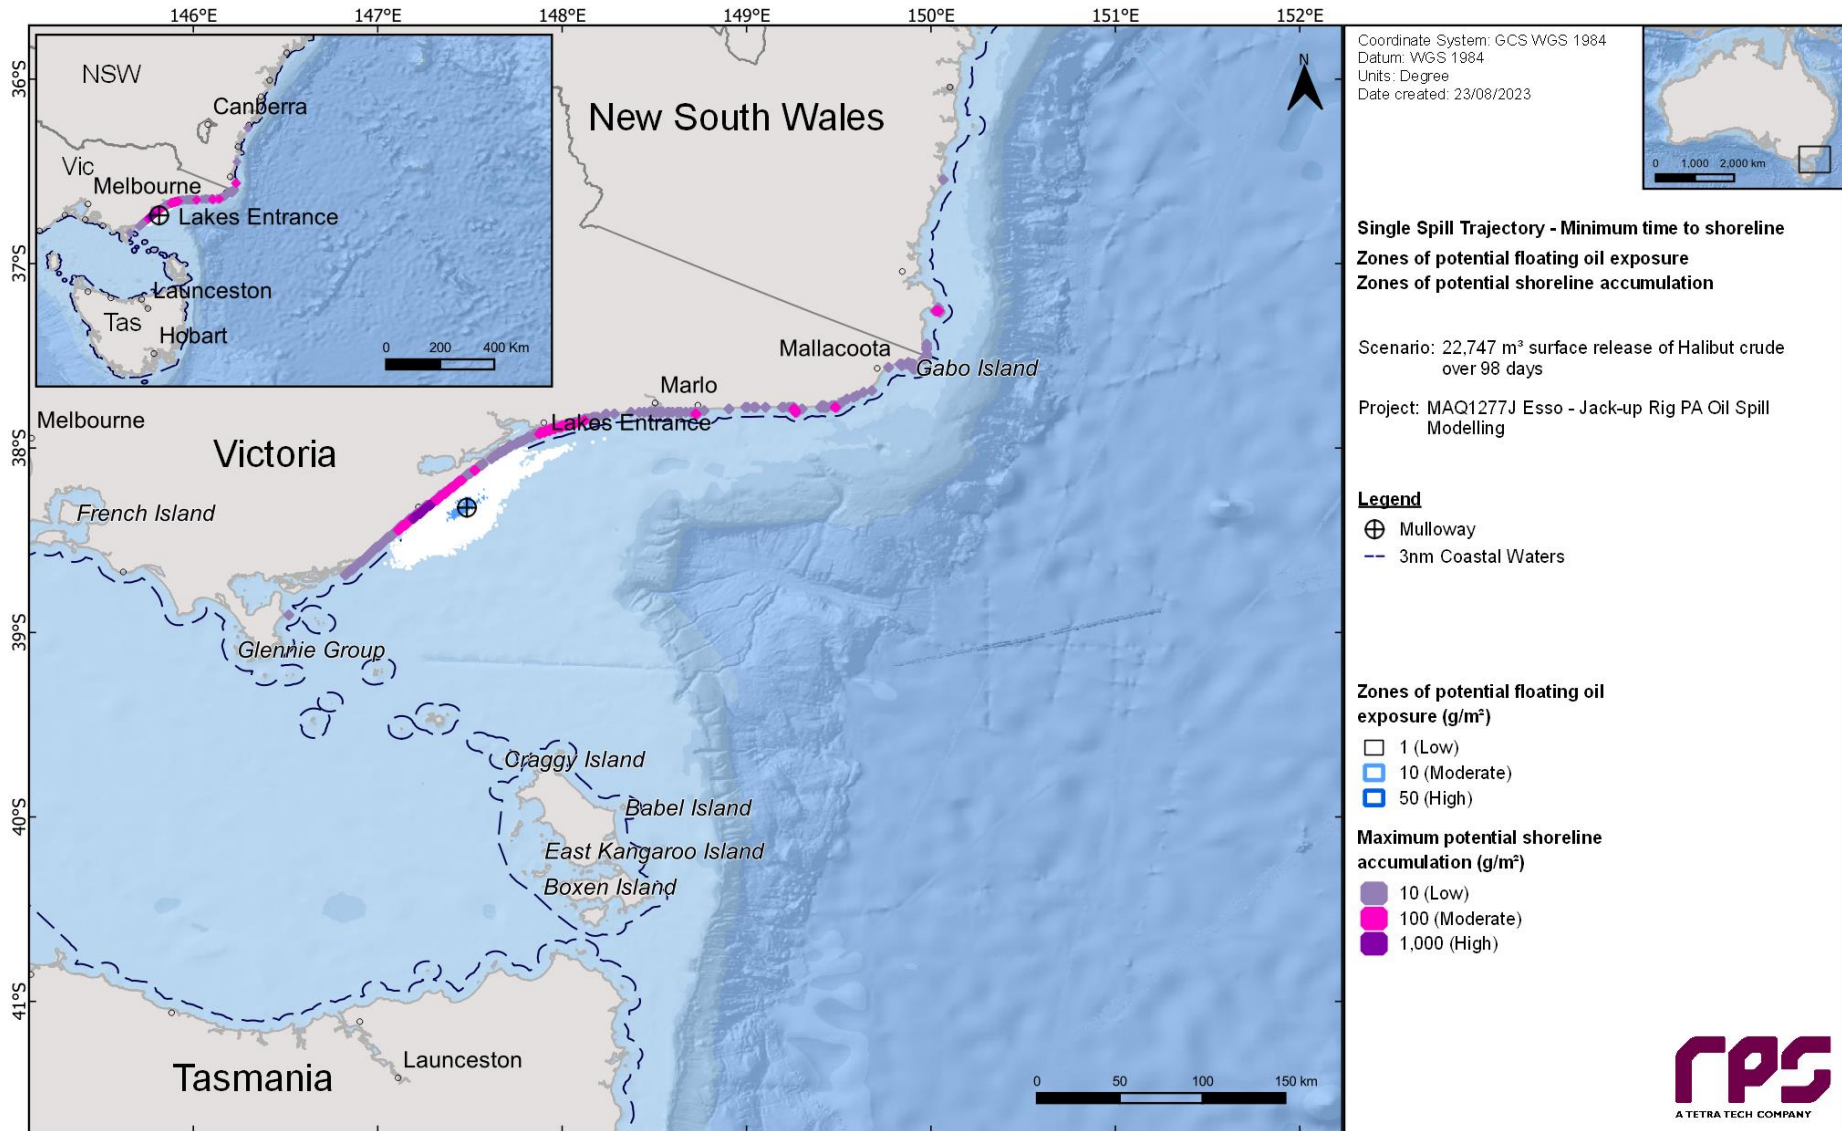 146°E 147°E 148°E 149°E 150°E 151°E 152°E
36°S
37°S
38°S
39°S
40°S
41°S
NSW
Canberra
Vic
Melbourne
Lakes Entrance
Launceston
Tas
Hobart
0 200 400 Km
New South Wales
N
Mallacoota
Gabo Island
Marlo
Lakes Entrance
Melbourne
Victoria
French Island
Glennie Group
Craggy Island
Babel Island
East Kangaroo Island
Boxen Island
Launceston
Tasmania
0 50 100 150 km
Coordinate System: GCS WGS 1984
Datum: WGS 1984
Units: Degree
Date created: 23/08/2023
0 1,000 2,000 km
Single Spill Trajectory - Minimum time to shoreline
Zones of potential floating oil exposure
Zones of potential shoreline accumulation
Scenario: 22,747 m³ surface release of Halibut crude
over 98 days
Project: MAQ1277J Esso - Jack-up Rig PA Oil Spill
Modelling
Legend
Mulloway
3nm Coastal Waters
Zones of potential floating oil
exposure (g/m²)
1 (Low)
10 (Moderate)
50 (High)
Maximum potential shoreline
accumulation (g/m²)
10 (Low)
100 (Moderate)
1,000 (High)
rps
A TETRA TECH COMPANY